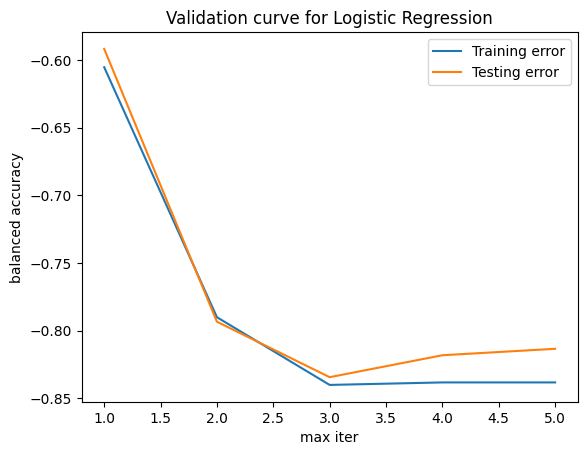 Validation curve for Logistic Regression
Training error
Testing error
balanced accuracy
−0.60
−0.65
−0.70
−0.75
−0.80
−0.85
1.0 1.5 2.0 2.5 3.0 3.5 4.0 4.5 5.0
max iter